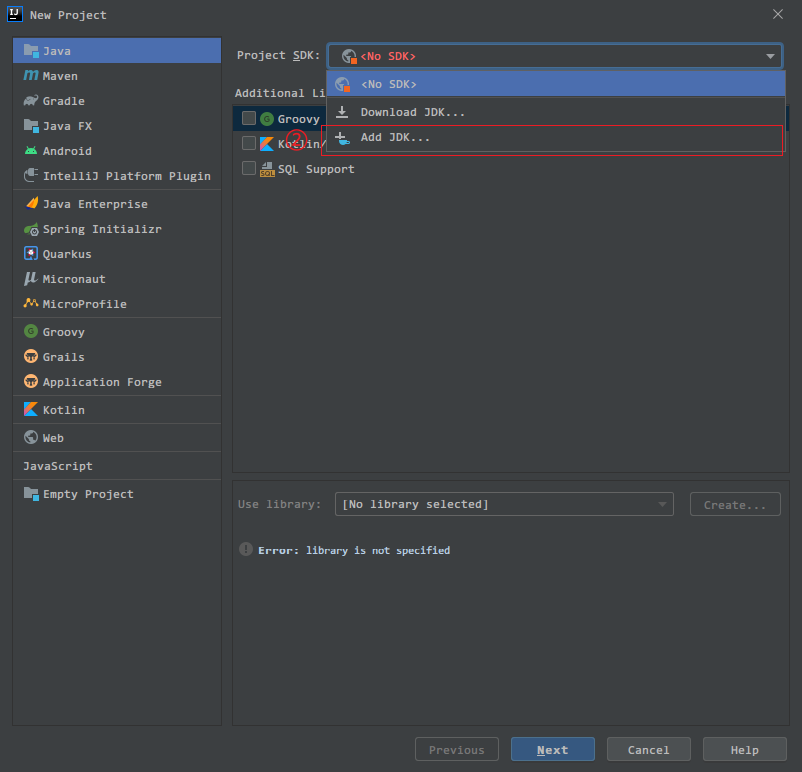 IJ New Project
Java
Maven
Gradle
Java FX
Android
IntelliJ Platform Plugin
Java Enterprise
Spring Initializr
Quarkus
Micronaut
MicroProfile
Groovy
Grails
Application Forge
Kotlin
Web
JavaScript
Empty Project
Project SDK: <No SDK>
<No SDK>
Download JDK...
Add JDK...
Additional Li
Groovy
②
SQL SQL Support
Use library: [No library selected] Create...
Error: library is not specified
Previous Next Cancel Help